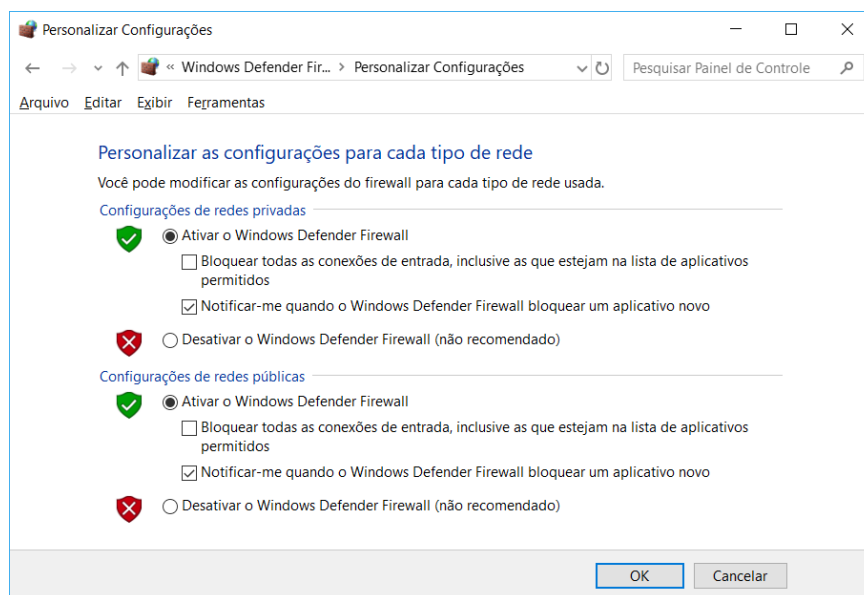 Personalizar Configurações
« Windows Defender Fir... > Personalizar Configurações
Pesquisar Painel de Controle
Arquivo Editar Exibir Ferramentas
Personalizar as configurações para cada tipo de rede
Você pode modificar as configurações do firewall para cada tipo de rede usada.
Configurações de redes privadas
Ativar o Windows Defender Firewall
Bloquear todas as conexões de entrada, inclusive as que estejam na lista de aplicativos
permitidos
Notificar-me quando o Windows Defender Firewall bloquear um aplicativo novo
Desativar o Windows Defender Firewall (não recomendado)
Configurações de redes públicas
Ativar o Windows Defender Firewall
Bloquear todas as conexões de entrada, inclusive as que estejam na lista de aplicativos
permitidos
Notificar-me quando o Windows Defender Firewall bloquear um aplicativo novo
Desativar o Windows Defender Firewall (não recomendado)
OK Cancelar